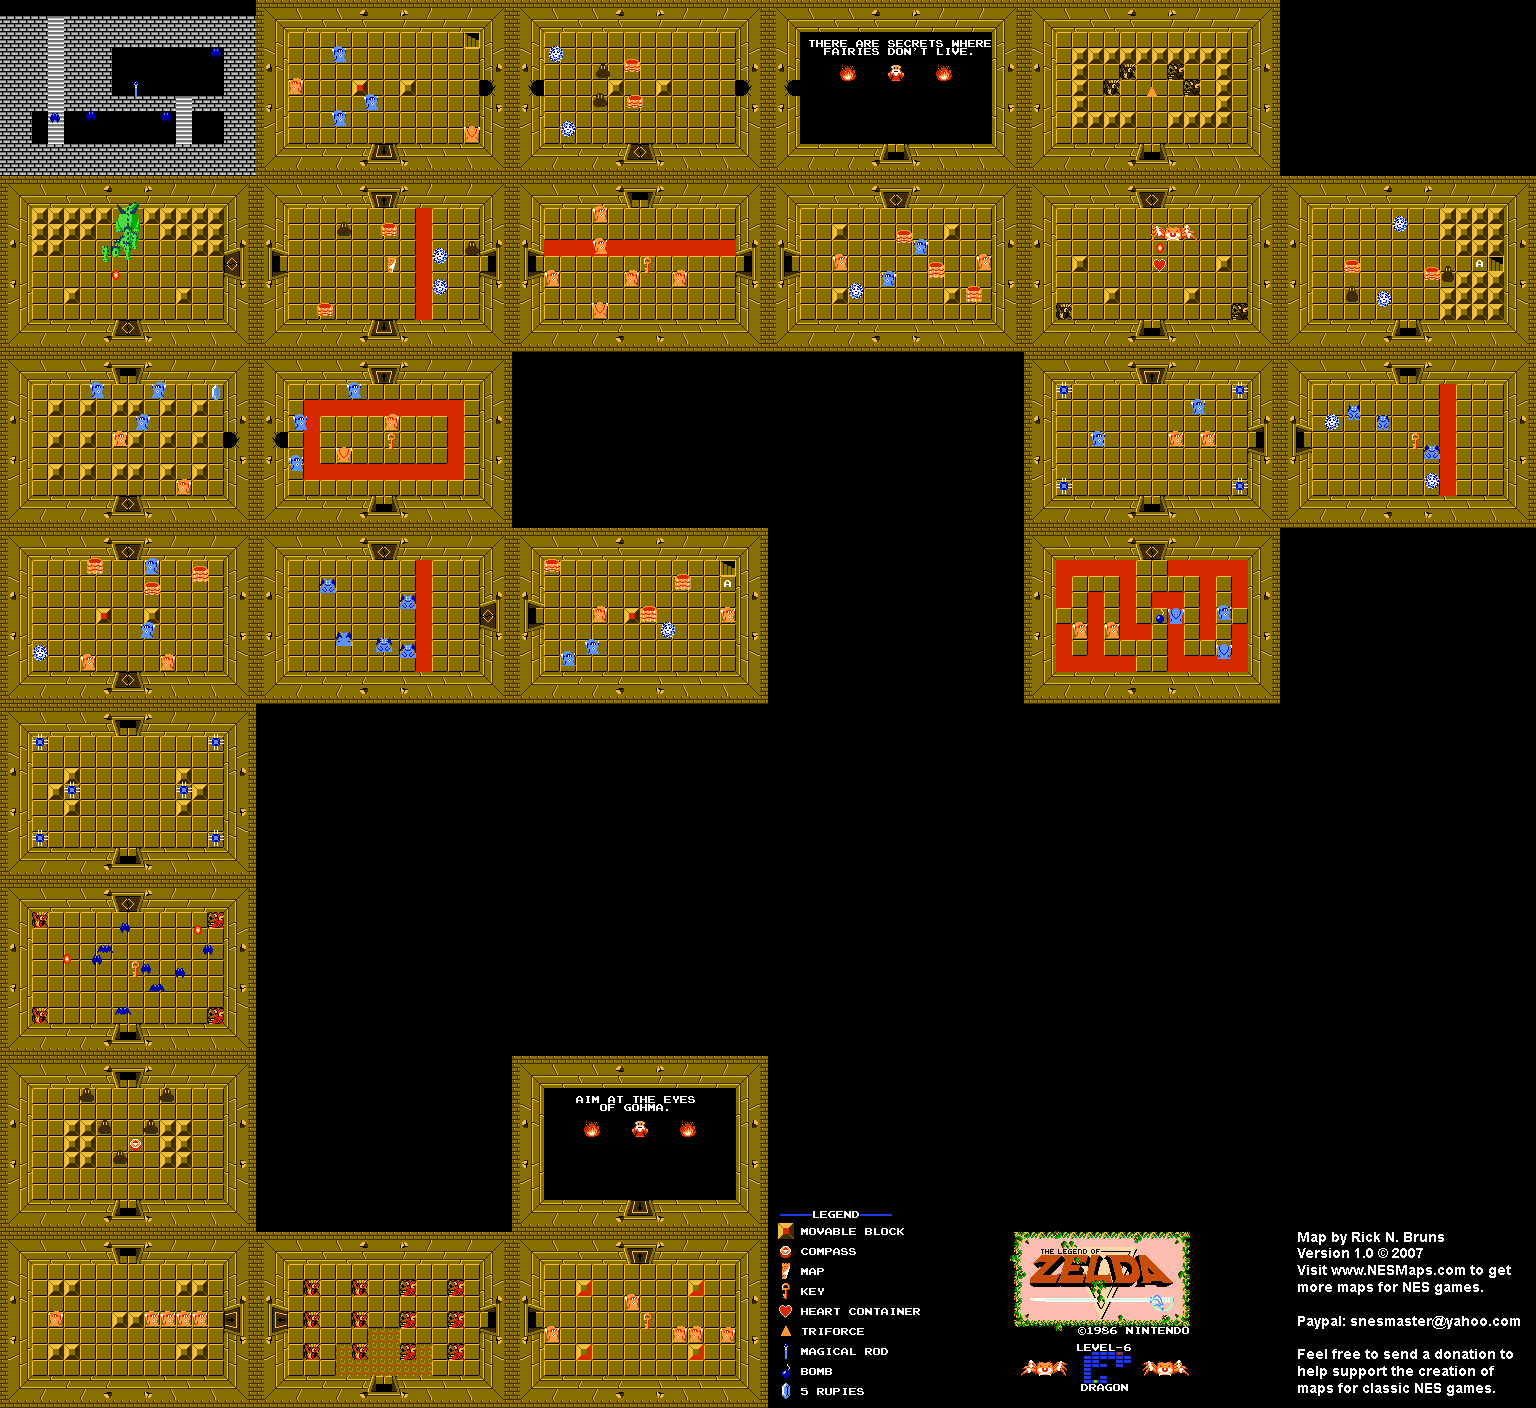 THERE ARE SECRETS WHERE
FAIRIES DON'T LIVE.
A
A
AIM AT THE EYES
OF GOHMA.
LEGEND
MOVABLE BLOCK
COMPASS
MAP
KEY
HEART CONTAINER
TRIFORCE
MAGICAL ROD
BOMB
5 RUPIES
THE LEGEND OF
ZELDA
©1986 NINTENDO
LEVEL-6
DRAGON
Map by Rick N. Bruns
Version 1.0 © 2007
Visit www.NESMaps.com to get
more maps for NES games.
Paypal: snesmaster@yahoo.com
Feel free to send a donation to
help support the creation of
maps for classic NES games.